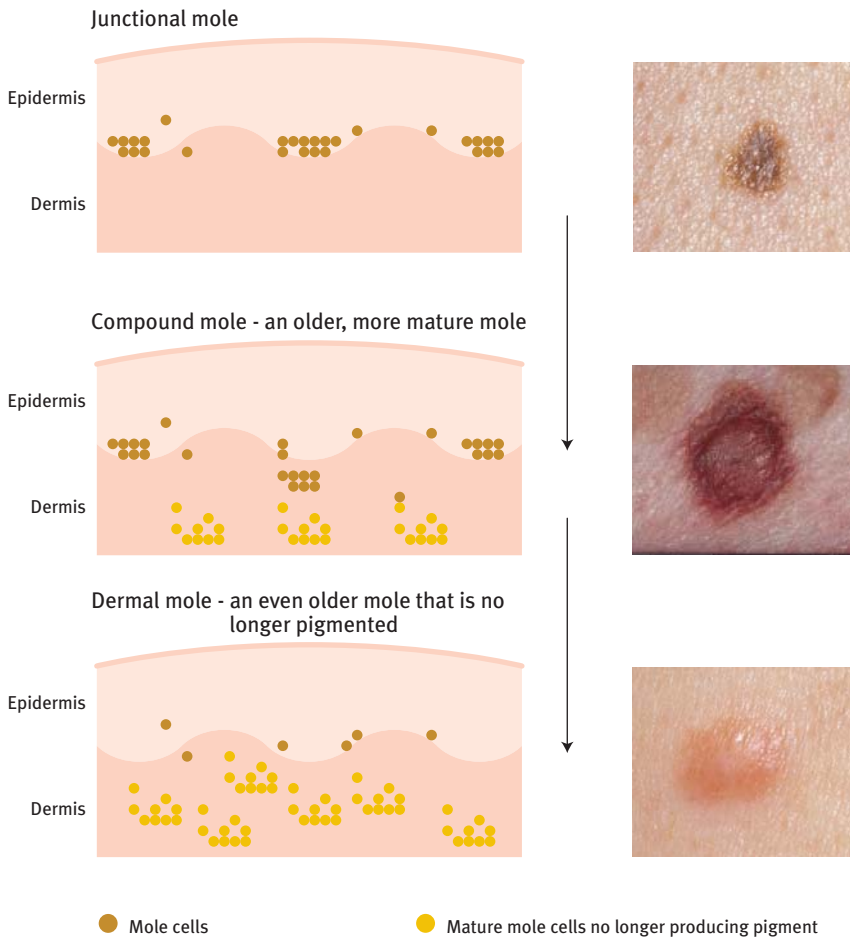 Junctional mole
Epidermis
Dermis
Compound mole - an older, more mature mole
Epidermis
Dermis
Dermal mole - an even older mole that is no
longer pigmented
Epidermis
Dermis
Mole cells
Mature mole cells no longer producing pigment